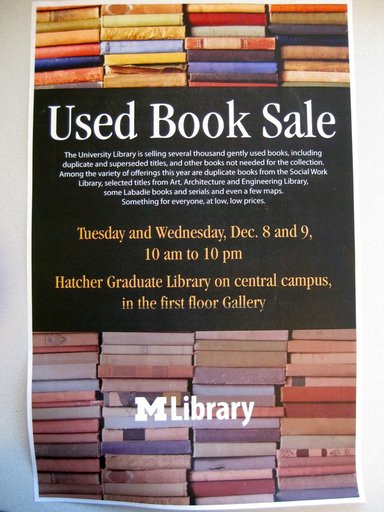 Used Book Sale
The University Library is selling several thousand gently used books, including
duplicate and superseded titles, and other books not needed for the collection.
Among the variety of offerings this year are duplicate books from the Social Work
Library, selected titles from Art, Architecture and Engineering Library,
some Labadie books and serials and even a few maps.
Something for everyone, at low, low prices.
Tuesday and Wednesday, Dec. 8 and 9,
10 am to 10 pm
Hatcher Graduate Library on central campus,
in the first floor Gallery
M Library